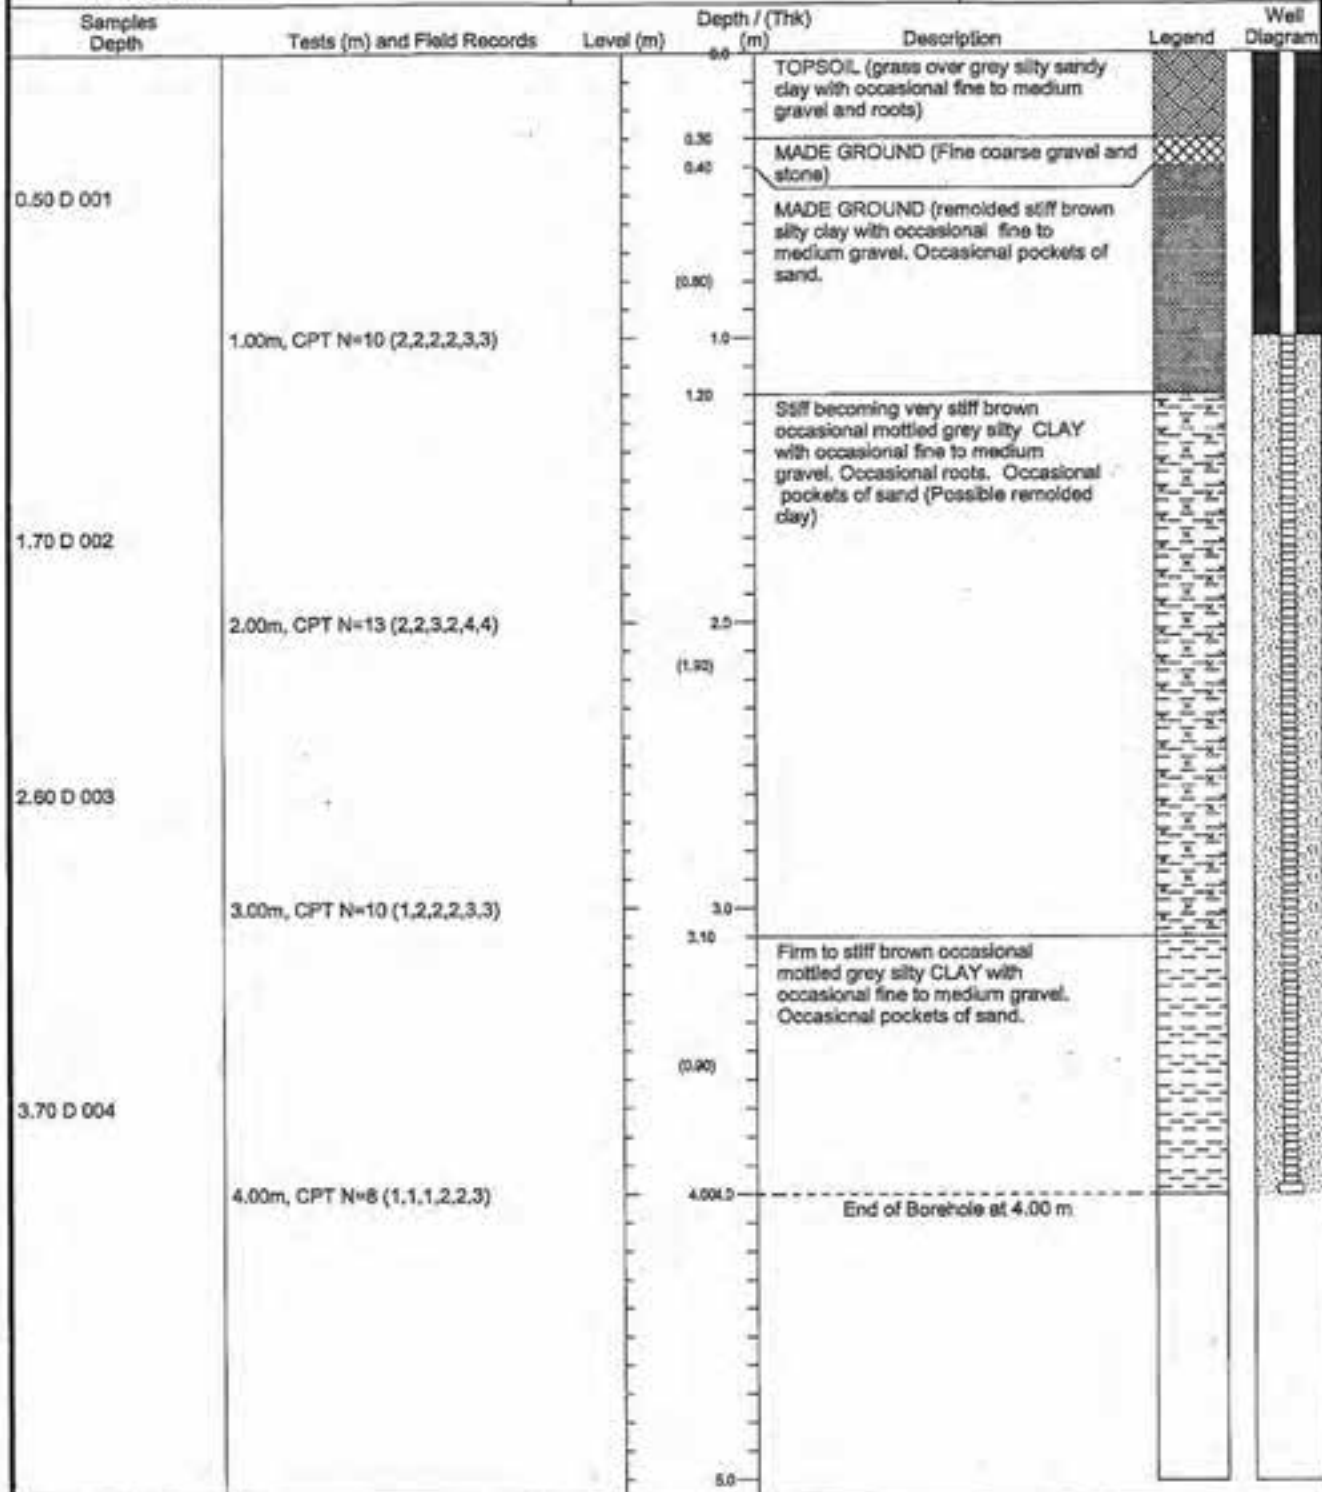 Samples
Depth
Tests (m) and Field Records
Level (m)
Depth / (Thk)
(m)
Description
Legend
Well
Diagram
0.0
TOPSOIL (grass over grey silty sandy
clay with occasional fine to medium
gravel and roots)
0.30
MADE GROUND (Fine coarse gravel and
stone)
0.40
0.50 D 001
MADE GROUND (remolded stiff brown
silty clay with occasional fine to
medium gravel. Occasional pockets of
sand.
(0.80)
1.00m, CPT N=10 (2,2,2,2,3,3)
1.0
1.20
Stiff becoming very stiff brown
occasional mottled grey silty CLAY
with occasional fine to medium
gravel. Occasional roots. Occasional
pockets of sand (Possible remolded
clay)
1.70 D 002
2.00m, CPT N=13 (2,2,3,2,4,4)
2.0
(1.90)
2.60 D 003
3.00m, CPT N=10 (1,2,2,2,3,3)
3.0
3.10
Firm to stiff brown occasional
mottled grey silty CLAY with
occasional fine to medium gravel.
Occasional pockets of sand.
(0.90)
3.70 D 004
4.00m, CPT N=8 (1,1,1,2,2,3)
End of Borehole at 4.00 m
5.0